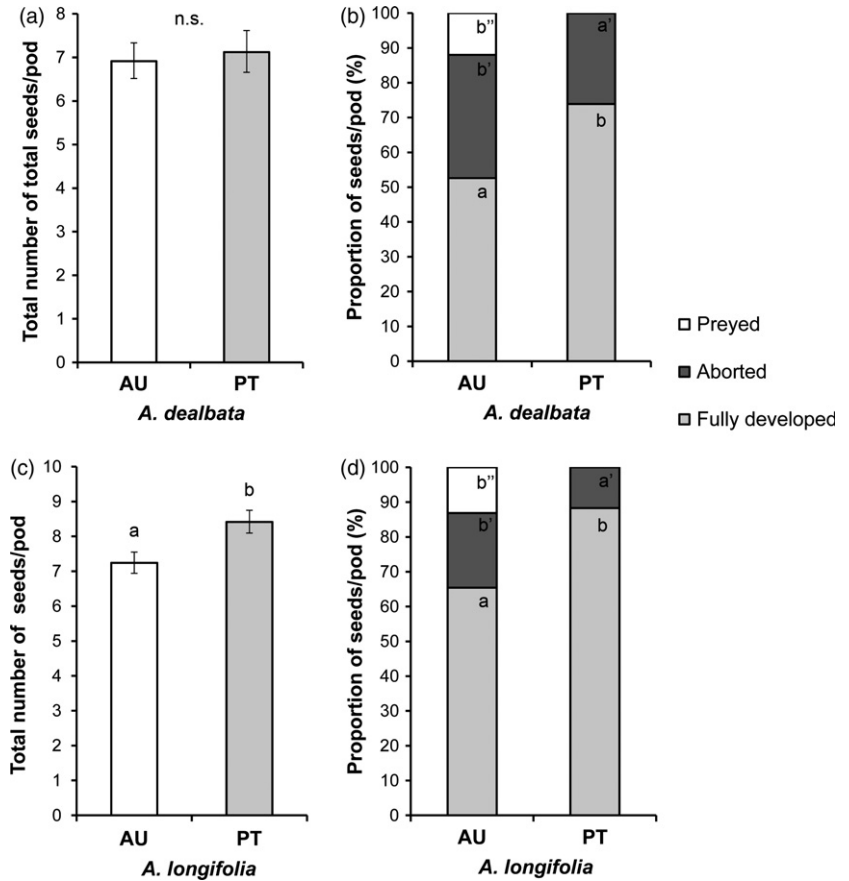 (a)
n.s.
Total number of total seeds/pod
8
7
6
5
4
3
2
1
0
AU PT
A. dealbata
(b)
Proportion of seeds/pod (%)
100
90
80
70
60
50
40
30
20
10
0
b"
b'
a
a'
b
AU PT
A. dealbata
Preyed
Aborted
Fully developed
(c)
Total number of seeds/pod
10
9
8
7
6
5
4
3
2
1
0
a
b
AU PT
A. longifolia
(d)
Proportion of seeds/pod (%)
100
90
80
70
60
50
40
30
20
10
0
b"
b'
a
a'
b
AU PT
A. longifolia